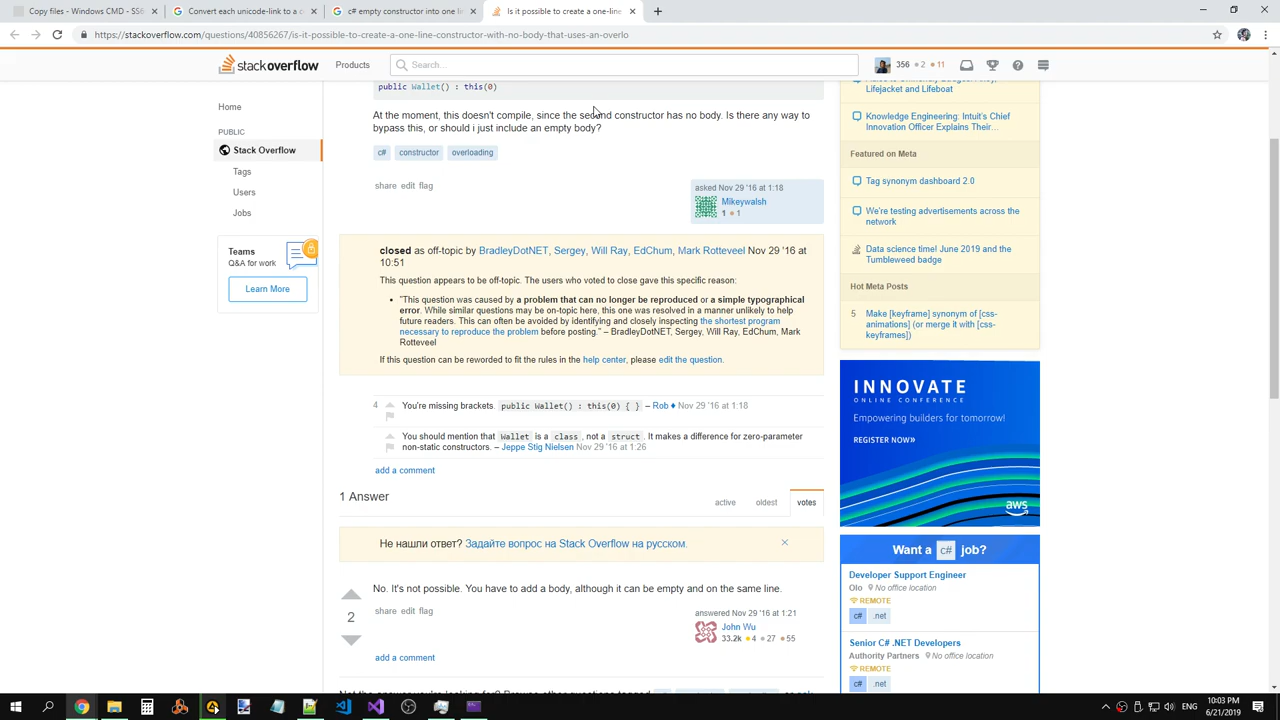 Copy files - Windows CMD - SS6
Constructors in C#
C# empty constructor one line
Is it possible to create a one-line
https://stackoverflow.com/questions/40856267/is-it-possible-to-create-a-one-line-constructor-with-no-body-that-uses-an-overlo
stackoverflow
Products
Search...
356 2 11
Home
PUBLIC
Stack Overflow
Tags
Users
Jobs
Teams
Q&A for work
Learn More
public Wallet() : this(0)
At the moment, this doesn't compile, since the second constructor has no body. Is there any way to
bypass this, or should i just include an empty body?
c# constructor overloading
share edit flag
asked Nov 29 '16 at 1:18
Mikeywalsh
1 1
closed as off-topic by BradleyDotNET, Sergey, Will Ray, EdChum, Mark Rotteveel Nov 29 '16 at
10:51
This question appears to be off-topic. The users who voted to close gave this specific reason:
"This question was caused by a problem that can no longer be reproduced or a simple typographical
error. While similar questions may be on-topic here, this one was resolved in a manner unlikely to help
future readers. This can often be avoided by identifying and closely inspecting the shortest program
necessary to reproduce the problem before posting." – BradleyDotNET, Sergey, Will Ray, EdChum, Mark
Rotteveel
If this question can be reworded to fit the rules in the help center, please edit the question.
4 You're missing brackets. public Wallet() : this(0) { } – Rob ♦ Nov 29 '16 at 1:18
You should mention that Wallet is a class, not a struct. It makes a difference for zero-parameter
non-static constructors. – Jeppe Stig Nielsen Nov 29 '16 at 1:26
add a comment
1 Answer
active oldest votes
Не нашли ответ? Задайте вопрос на Stack Overflow на русском.
No. It's not possible. You have to add a body, although it can be empty and on the same line.
2
share edit flag
answered Nov 29 '16 at 1:21
John Wu
33.2k 4 27 55
add a comment
Lifejacket and Lifeboat
Knowledge Engineering: Intuit's Chief
Innovation Officer Explains Their…
Featured on Meta
Tag synonym dashboard 2.0
We're testing advertisements across the
network
Data science time! June 2019 and the
Tumbleweed badge
Hot Meta Posts
5 Make [keyframe] synonym of [css-
animations] (or merge it with [css-
keyframes])
INNOVATE
ONLINE CONFERENCE
Empowering builders for tomorrow!
REGISTER NOW»
aws
Want a c# job?
Developer Support Engineer
Olo No office location
REMOTE
c# .net
Senior C# .NET Developers
Authority Partners No office location
REMOTE
c# .net
ENG
10:03 PM
6/21/2019